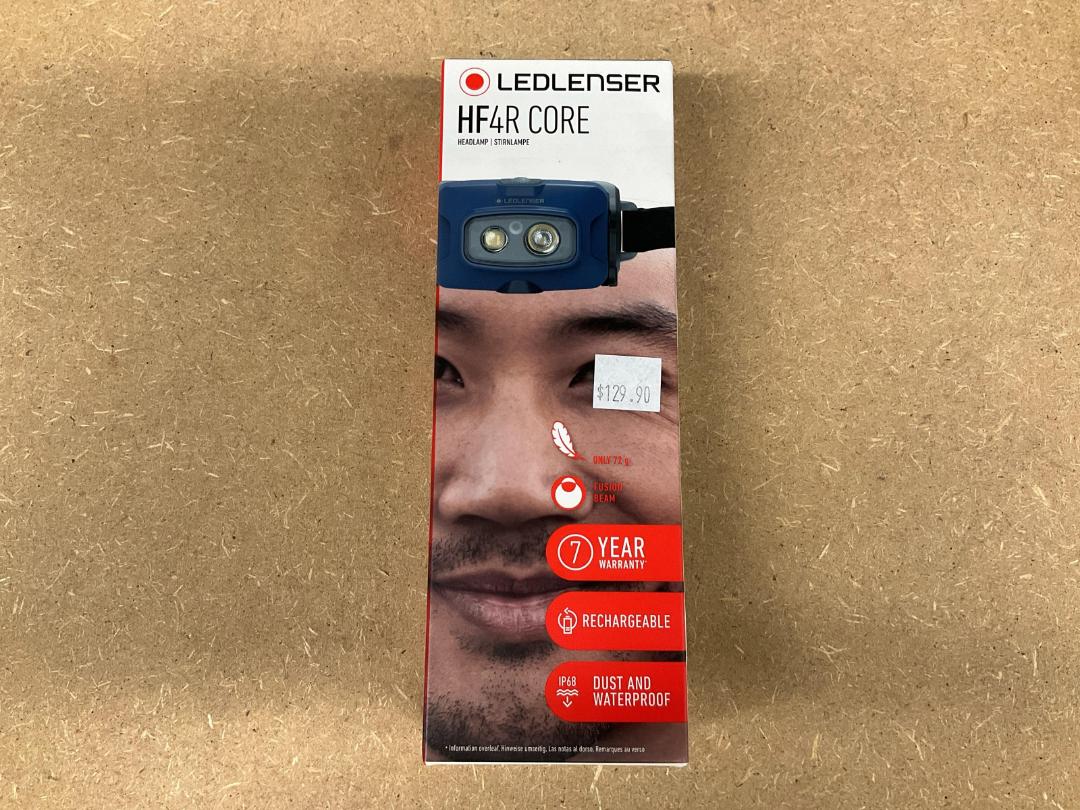 LEDLENSER
HF4R CORE
HEADLAMP | STIRNLAMPE
LEDLENSER
$129.90
ONLY 72 g
FUSION
BEAM
7 YEAR
WARRANTY*
RECHARGEABLE
IP68 DUST AND
WATERPROOF
* Information overleaf. Hinweise umseitig. Las notas al dorso. Remarques au verso